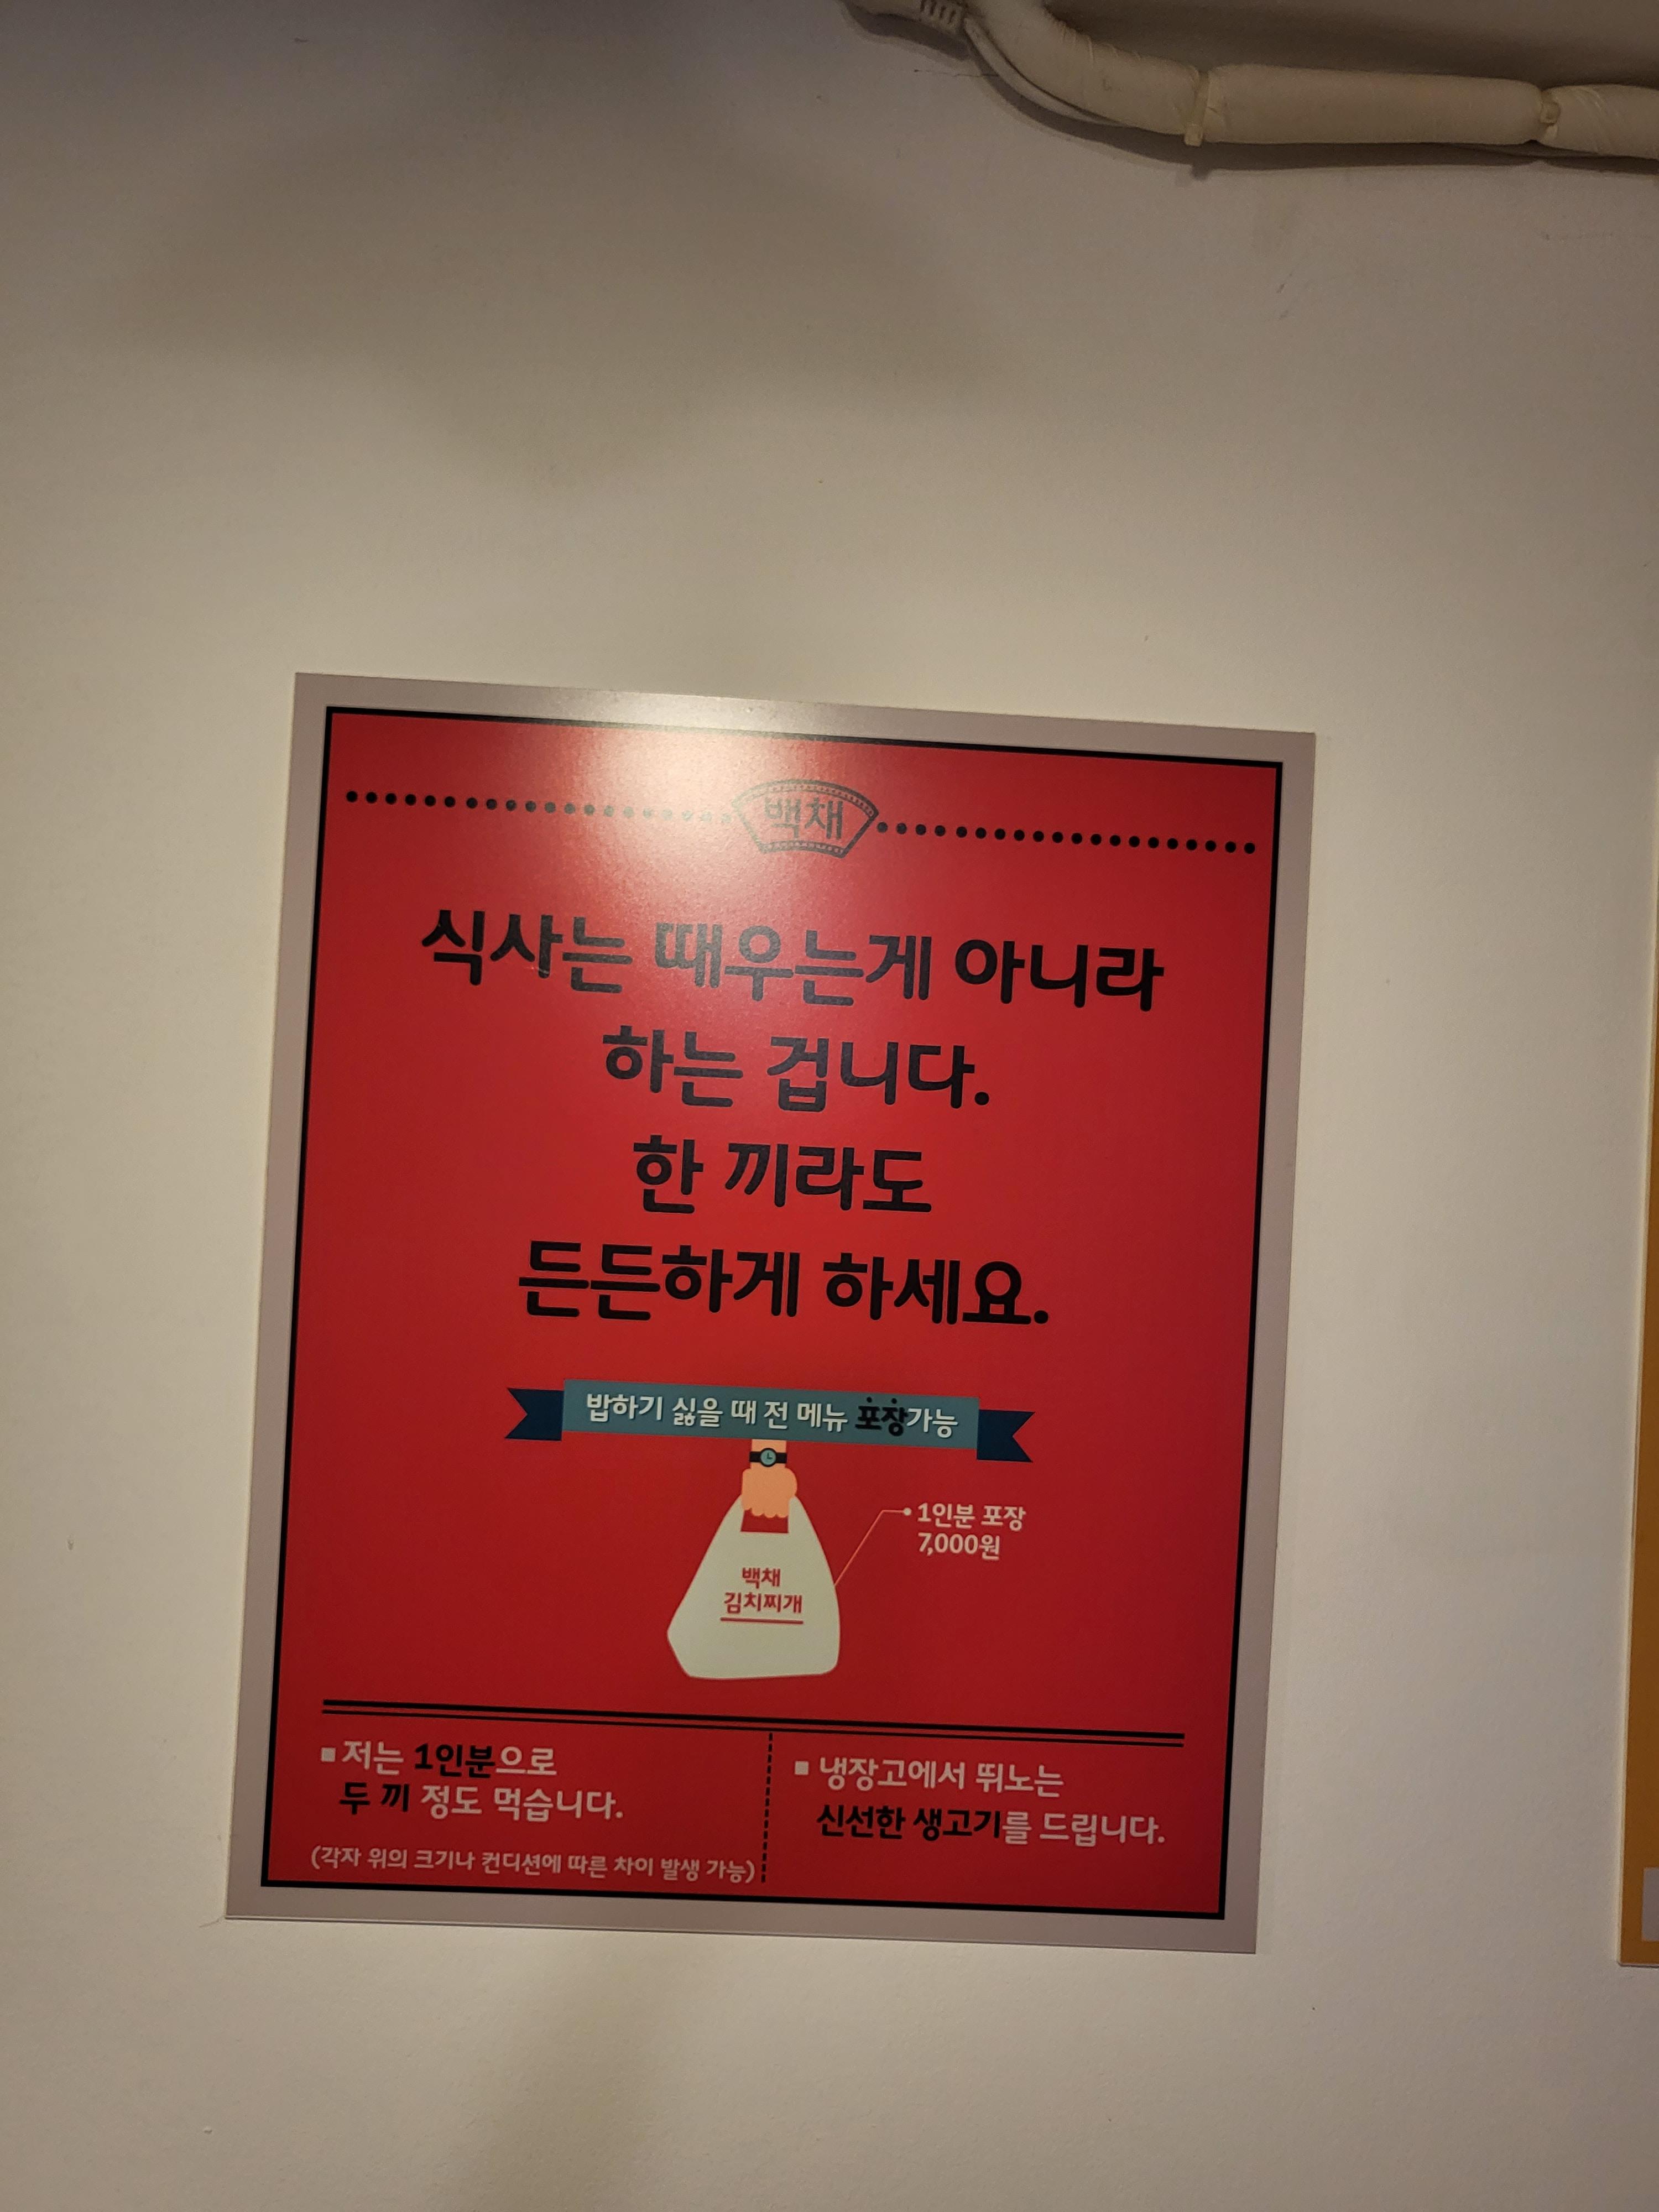 백채
식사는 때우는게 아니라
하는 겁니다.
한 끼라도
든든하게 하세요.
밥하기 싫을 때 전 메뉴 포장가능
1인분 포장
7,000원
백채
김치찌개
■ 저는 1인분으로
두 끼 정도 먹습니다.
(각자 위의 크기나 컨디션에 따른 차이 발생 가능)
■ 냉장고에서 뛰노는
신선한 생고기를 드립니다.